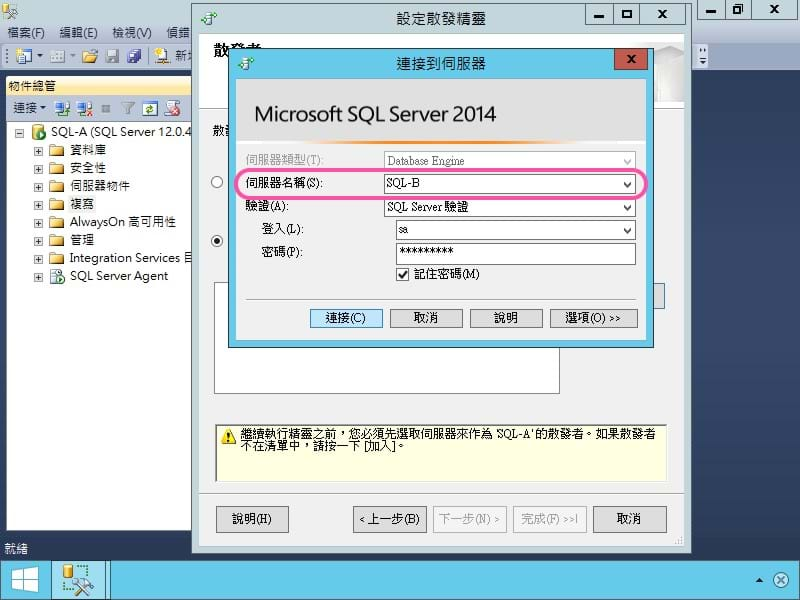 設定散發精靈
檔案(F) 編輯(E) 檢視(V) 偵錯
新
物件總管
連接
SQL-A (SQL Server 12.0.4
資料庫
安全性
伺服器物件
複寫
AlwaysOn 高可用性
管理
Integration Services 目
SQL Server Agent
散發者
散發
連接到伺服器
Microsoft SQL Server 2014
伺服器類型(T): Database Engine
伺服器名稱(S): SQL-B
驗證(A): SQL Server 驗證
登入(L): sa
密碼(P): *********
記住密碼(M)
連接(C) 取消 說明 選項(O) >>
繼續執行精靈之前，您必須先選取伺服器來作為 'SQL-A' 的散發者。如果散發者
不在清單中，請按一下 [加入]。
說明(H) < 上一步(B) 下一步(N) > 完成(F) >>| 取消
就緒